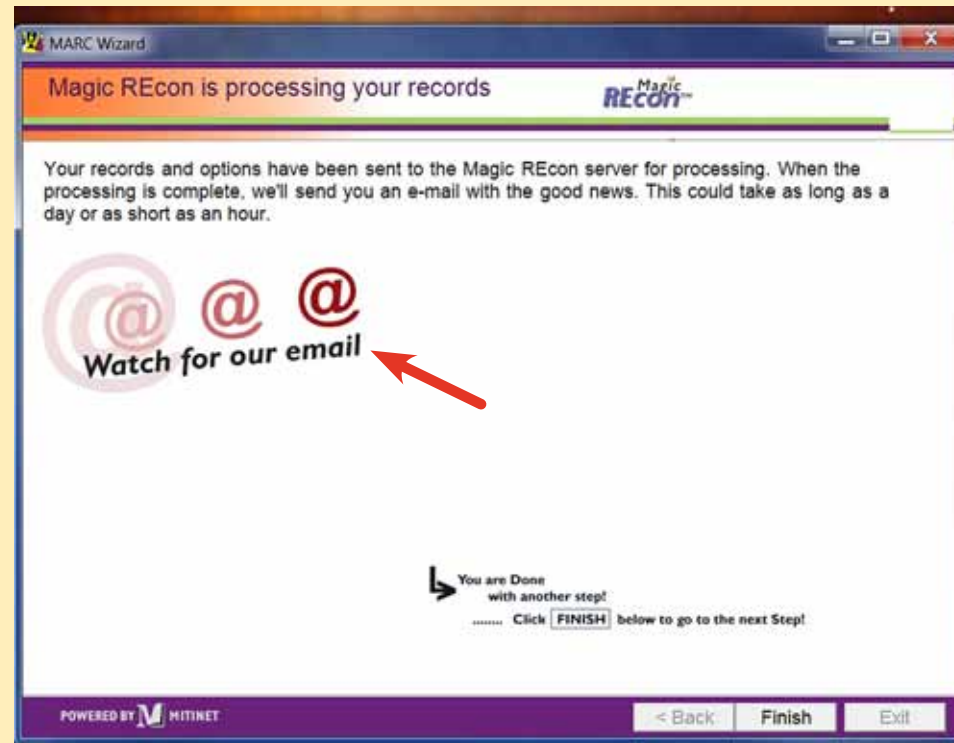 MARC Wizard
Magic REcon is processing your records
Magic
REcon™
Your records and options have been sent to the Magic REcon server for processing. When the
processing is complete, we'll send you an e-mail with the good news. This could take as long as a
day or as short as an hour.
@ @ @ @
Watch for our email
You are Done
with another step!
........ Click FINISH below to go to the next Step!
POWERED BY M MITINET
< Back Finish Exit